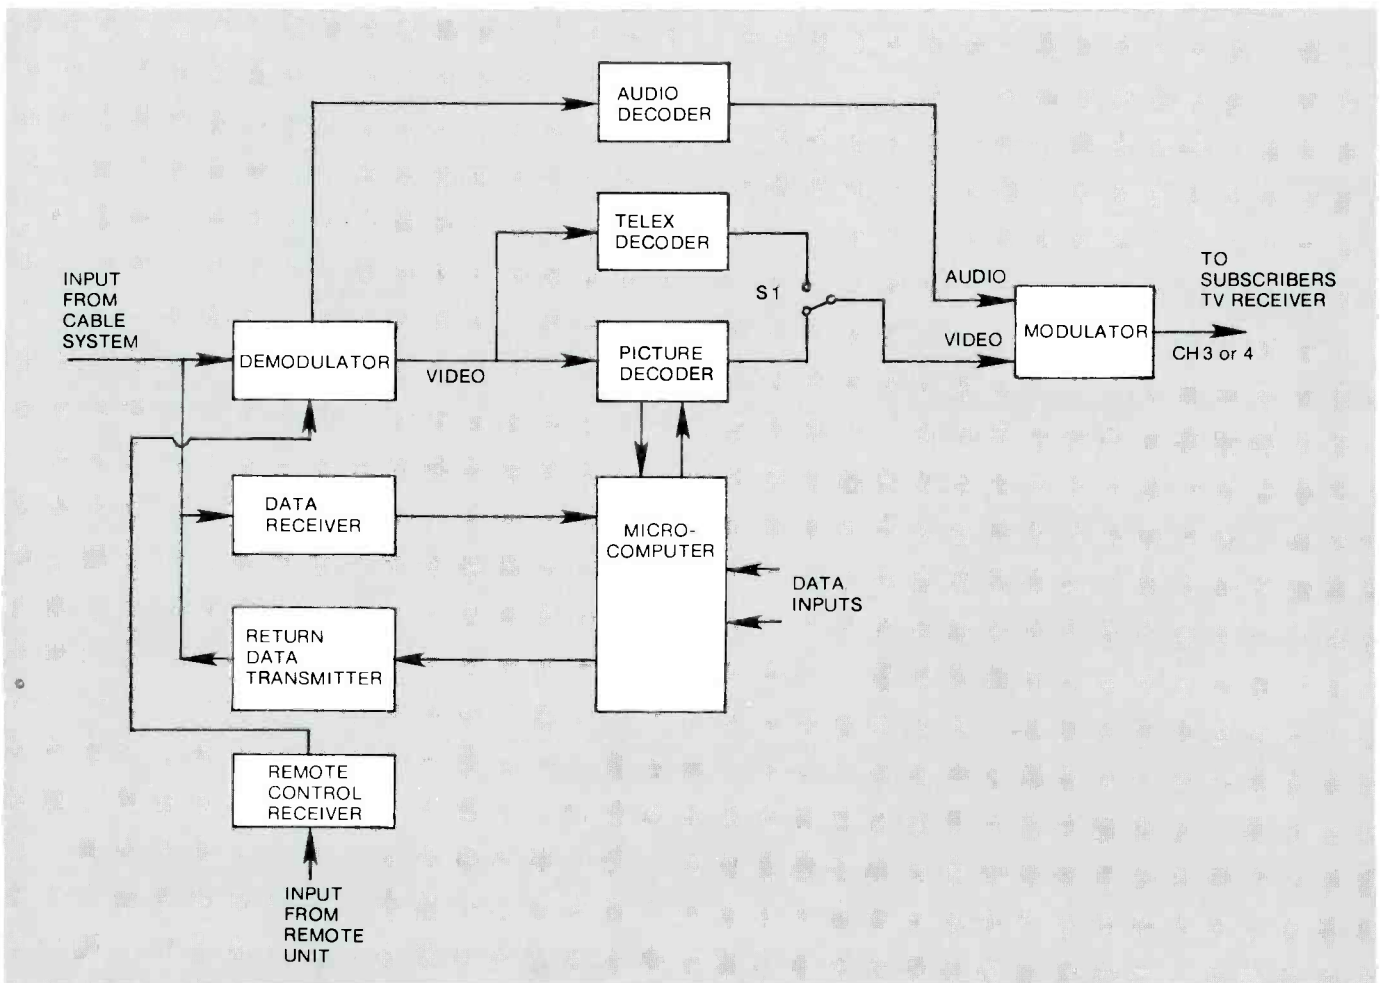 AUDIO
DECODER
TELEX
DECODER
INPUT
FROM
CABLE
SYSTEM
S1
AUDIO
TO
SUBSCRIBERS
TV RECEIVER
DEMODULATOR
VIDEO
PICTURE
DECODER
VIDEO
MODULATOR
CH 3 or 4
DATA
RECEIVER
MICRO-
COMPUTER
DATA
INPUTS
RETURN
DATA
TRANSMITTER
REMOTE
CONTROL
RECEIVER
INPUT
FROM
REMOTE
UNIT